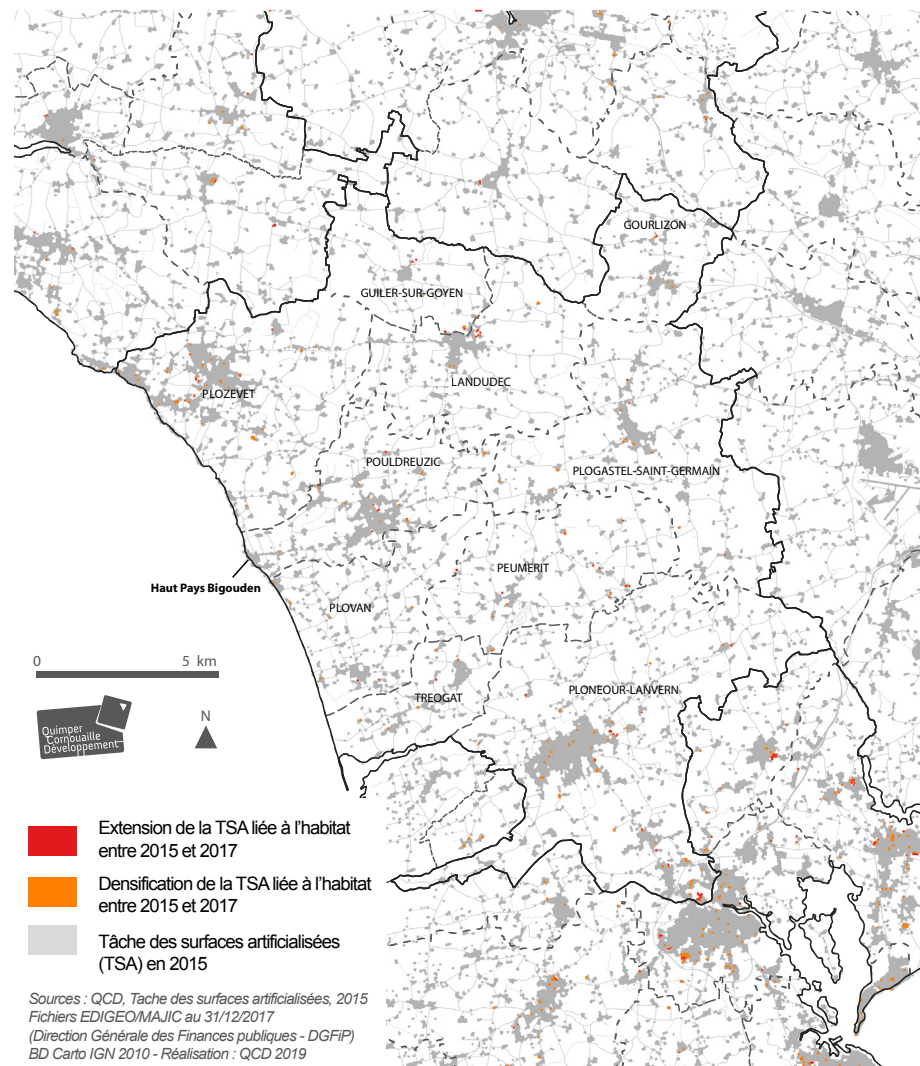 GOURLIZON
GUILER-SUR-GOYEN
LANDUDEC
PLOZEVET
POULDREUZIC
PLOGASTEL-SAINT-GERMAIN
PEUMERIT
Haut Pays Bigouden
PLOVAN
TREOGAT
PLONEOUR-LANVERN
0 5 km
Quimper
Cornouaille
Développement
N
Extension de la TSA liée à l'habitat
entre 2015 et 2017
Densification de la TSA liée à l'habitat
entre 2015 et 2017
Tâche des surfaces artificialisées
(TSA) en 2015
Sources : QCD, Tache des surfaces artificialisées, 2015
Fichiers EDIGEO/MAJIC au 31/12/2017
(Direction Générale des Finances publiques - DGFiP)
BD Carto IGN 2010 - Réalisation : QCD 2019